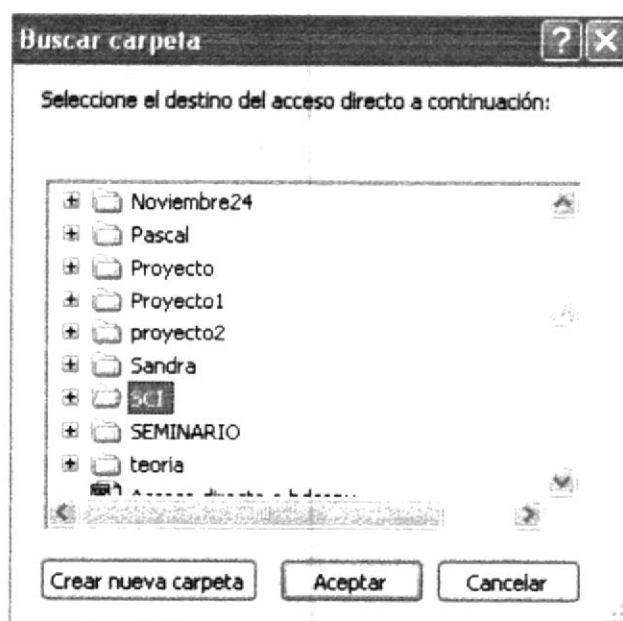 Buscar carpeta
Seleccione el destino del acceso directo a continuación:
Noviembre24
Pascal
Proyecto
Proyecto1
proyecto2
Sandra
SCI
SEMINARIO
teoria
Crear nueva carpeta
Aceptar
Cancelar